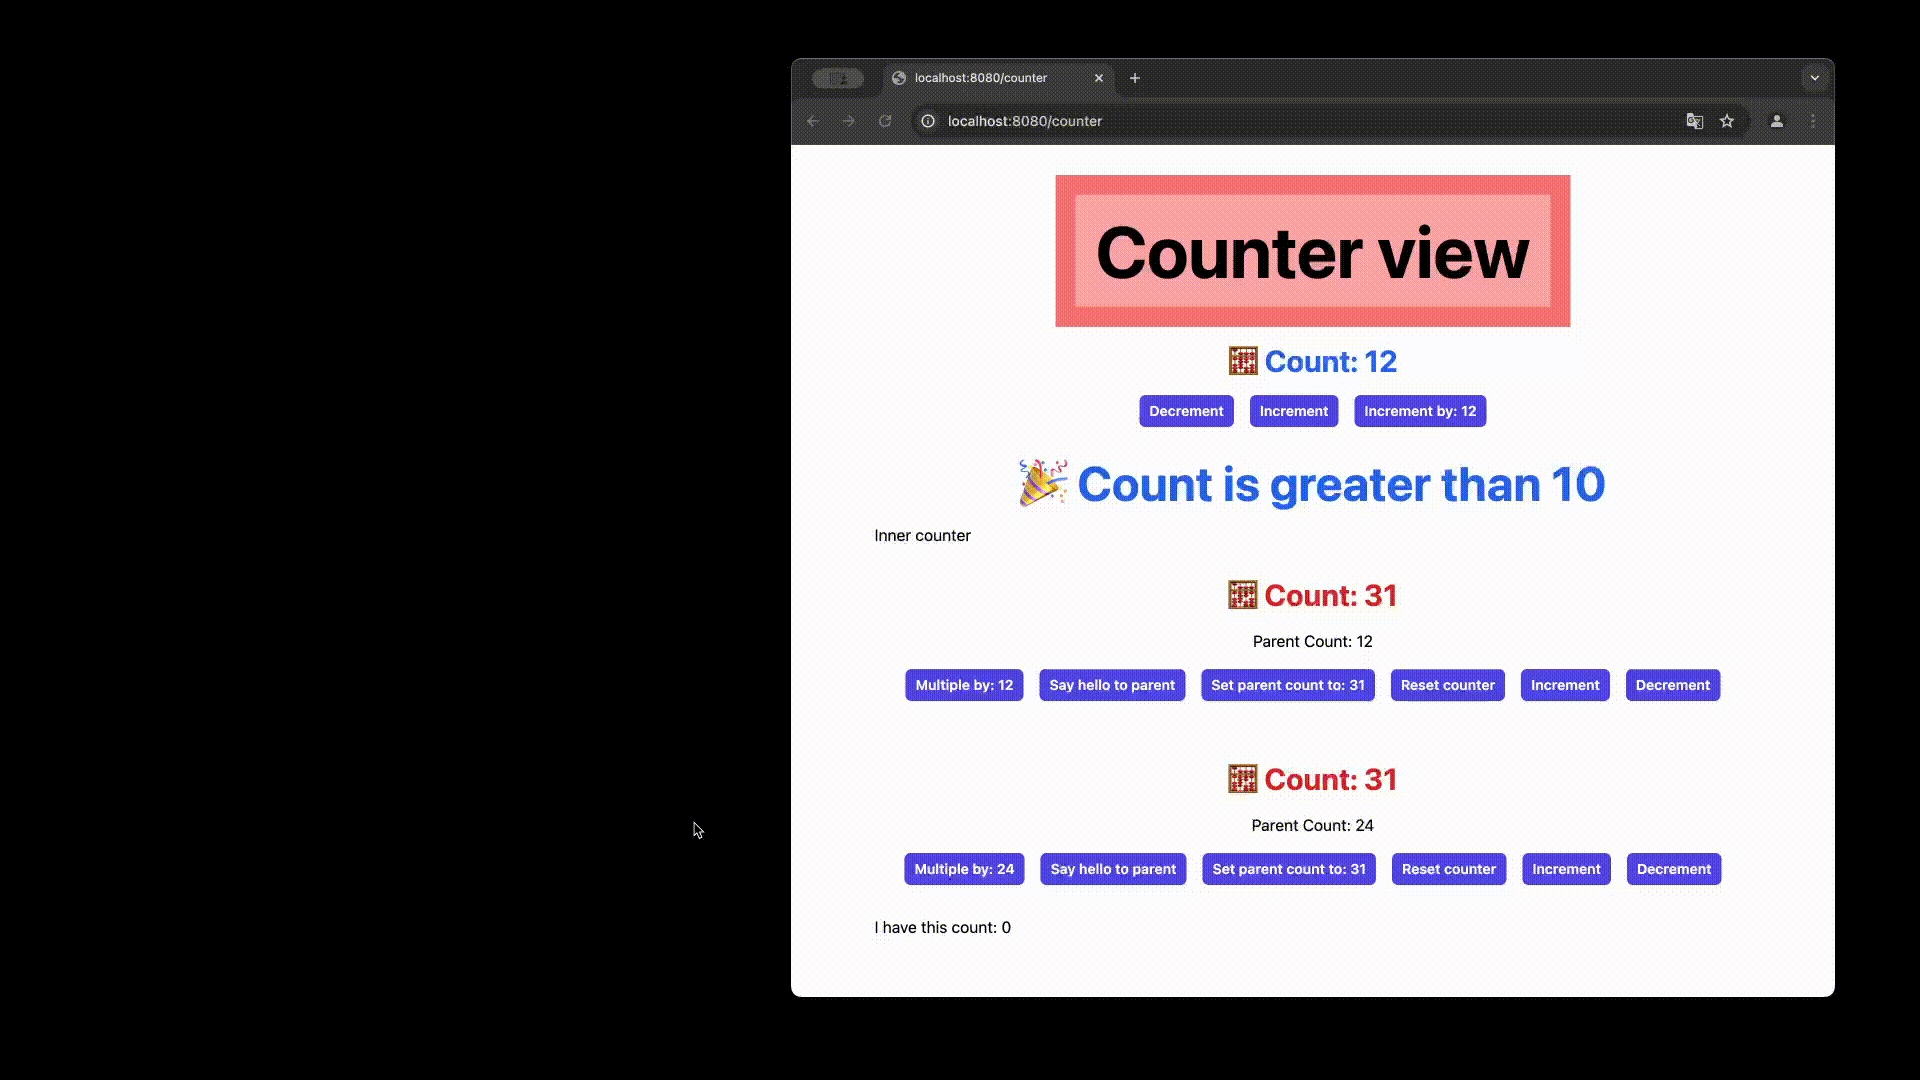 localhost:8080/counter
localhost:8080/counter
Counter view
🧮 Count: 12
Decrement Increment Increment by: 12
🎉 Count is greater than 10
Inner counter
🧮 Count: 31
Parent Count: 12
Multiple by: 12 Say hello to parent Set parent count to: 31 Reset counter Increment Decrement
🧮 Count: 31
Parent Count: 24
Multiple by: 24 Say hello to parent Set parent count to: 31 Reset counter Increment Decrement
I have this count: 0